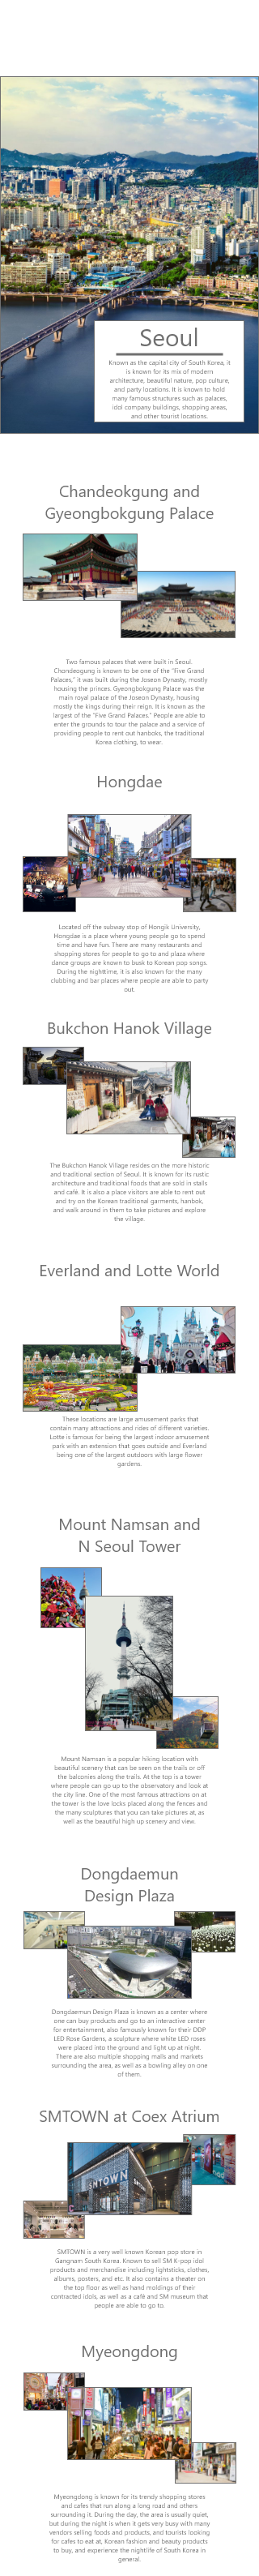 Seoul
Known as the capital city of South Korea, it
is known for its mix of modern
architecture, beautiful nature, pop culture,
and party locations. It is known to hold
many famous structures such as palaces,
idol company buildings, shopping areas,
and other tourist locations.
Chandeokgung and
Gyeongbokgung Palace
Two famous palaces that were built in Seoul.
Chondeogung is known to be one of the "Five Grand
Palaces," it was built during the Joseon Dynasty, mostly
housing the princes. Gyeongbokgung Palace was the
main royal palace of the Joseon Dynasty, housing
mostly the kings during their reign. It is known as the
largest of the "Five Grand Palaces." People are able to
enter the grounds to tour the palace and a service of
providing people to rent out hanboks, the traditional
Korea clothing, to wear.
Hongdae
Located off the subway stop of Hongik University,
Hongdae is a place where young people go to spend
time and have fun. There are many restaurants and
shopping stores for people to go to and plaza where
dance groups are known to busk to Korean pop songs.
During the nighttime, it is also known for the many
clubbing and bar places where people are able to party
out.
Bukchon Hanok Village
The Bukchon Hanok Village resides on the more historic
and traditional section of Seoul. It is known for its rustic
architecture and traditional foods that are sold in stalls
and café. It is also a place visitors are able to rent out
and try on the Korean traditional garments, hanbok,
and walk around in them to take pictures and explore
the village.
Everland and Lotte World
These locations are large amusement parks that
contain many attractions and rides of different varieties.
Lotte is famous for being the largest indoor amusement
park with an extension that goes outside and Everland
being one of the largest outdoors with large flower
gardens.
Mount Namsan and
N Seoul Tower
Mount Namsan is a popular hiking location with
beautiful scenery that can be seen on the trails or off
the balconies along the trails. At the top is a tower
where people can go up to the observatory and look at
the city line. One of the most famous attractions on at
the tower is the love locks placed along the fences and
the many sculptures that you can take pictures at, as
well as the beautiful high up scenery and view.
Dongdaemun
Design Plaza
Dongdaemun Design Plaza is known as a center where
one can buy products and go to an interactive center
for entertainment, also famously known for their DDP
LED Rose Gardens, a sculpture where white LED roses
were placed into the ground and light up at night.
There are also multiple shopping malls and markets
surrounding the area, as well as a bowling alley on one
of them.
SMTOWN at Coex Atrium
SMTOWN
SMTOWN is a very well known Korean pop store in
Gangnam South Korea. Known to sell SM K-pop idol
products and merchandise including lightsticks, clothes,
albums, posters, and etc. It also contains a theater on
the top floor as well as hand moldings of their
contracted idols, as well as a café and SM museum that
people are able to go to.
Myeongdong
Myeongdong is known for its trendy shopping stores
and cafes that run along a long road and others
surrounding it. During the day, the area is usually quiet,
but during the night is when it gets very busy with many
vendors selling foods and products, and tourists looking
for cafes to eat at, Korean fashion and beauty products
to buy, and experience the nightlife of South Korea in
general.